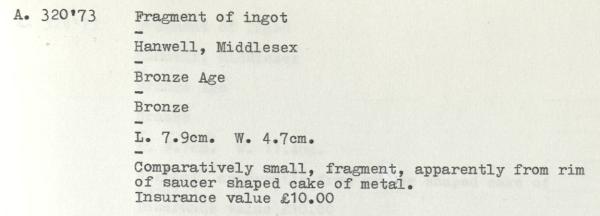 A. 320'73 Fragment of ingot
Hanwell, Middlesex
Bronze Age
Bronze
L. 7.9cm. W. 4.7cm.
Comparatively small, fragment, apparently from rim
of saucer shaped cake of metal.
Insurance value £10.00